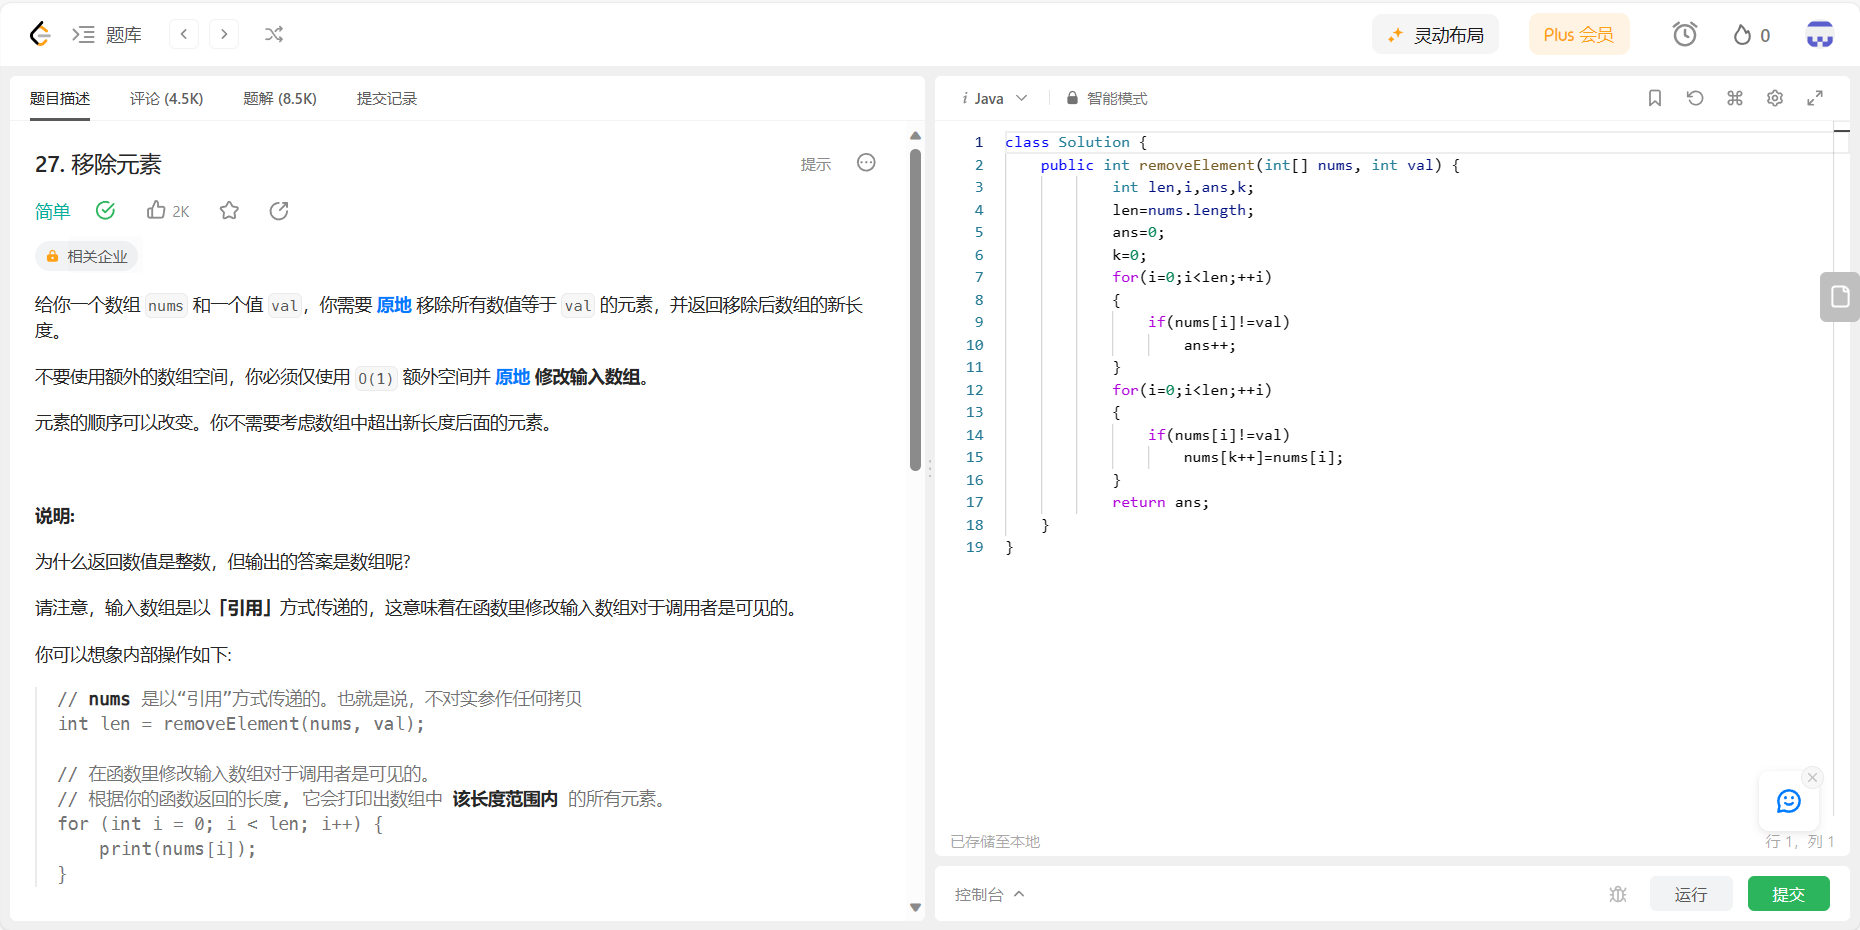 题库
灵动布局
Plus 会员
0
题目描述
评论 (4.5K)
题解 (8.5K)
提交记录
27. 移除元素
提示
简单
2K
相关企业
给你一个数组 nums 和一个值 val，你需要 原地 移除所有数值等于 val 的元素，并返回移除后数组的新长
度。
不要使用额外的数组空间，你必须仅使用 O(1) 额外空间并 原地 修改输入数组。
元素的顺序可以改变。你不需要考虑数组中超出新长度后面的元素。
说明:
为什么返回数值是整数，但输出的答案是数组呢?
请注意，输入数组是以「引用」方式传递的，这意味着在函数里修改输入数组对于调用者是可见的。
你可以想象内部操作如下:
// nums 是以“引用”方式传递的。也就是说，不对实参作任何拷贝
int len = removeElement(nums, val);
// 在函数里修改输入数组对于调用者是可见的。
// 根据你的函数返回的长度, 它会打印出数组中 该长度范围内 的所有元素。
for (int i = 0; i < len; i++) {
    print(nums[i]);
}
i Java
智能模式
1 class Solution {
2     public int removeElement(int[] nums, int val) {
3             int len,i,ans,k;
4             len=nums.length;
5             ans=0;
6             k=0;
7             for(i=0;i<len;++i)
8             {
9                 if(nums[i]!=val)
10                     ans++;
11             }
12             for(i=0;i<len;++i)
13             {
14                 if(nums[i]!=val)
15                     nums[k++]=nums[i];
16             }
17             return ans;
18     }
19 }
已存储至本地
行 1，列 1
控制台
运行
提交